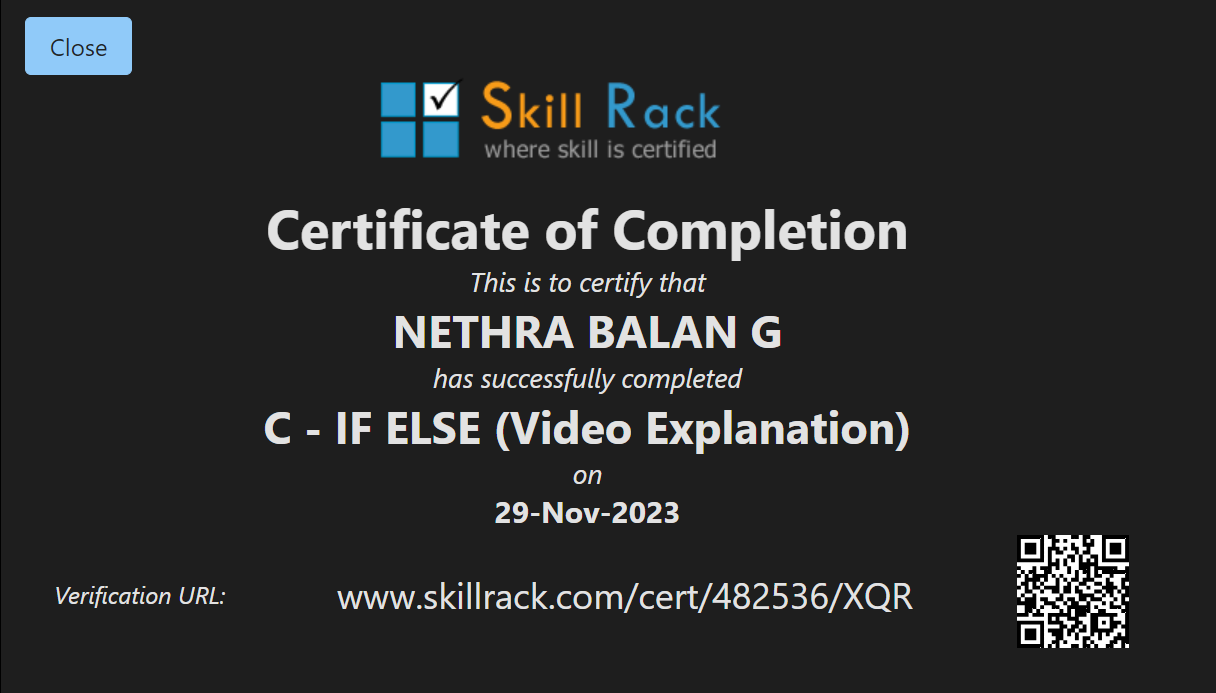 Close
Skill Rack
where skill is certified
Certificate of Completion
This is to certify that
NETHRA BALAN G
has successfully completed
C - IF ELSE (Video Explanation)
on
29-Nov-2023
Verification URL: www.skillrack.com/cert/482536/XQR